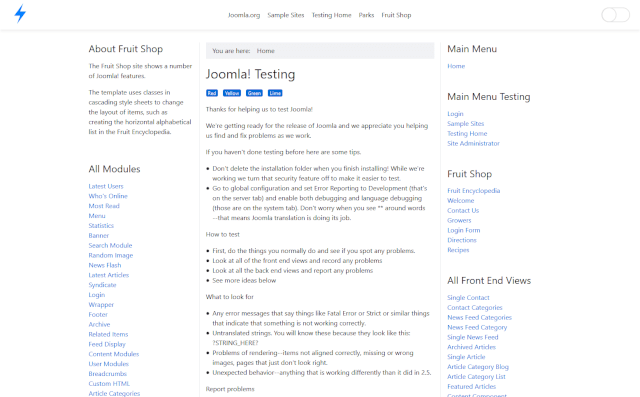 Joomla.org Sample Sites Testing Home Parks Fruit Shop
About Fruit Shop
The Fruit Shop site shows a number
of Joomla! features.
The template uses classes in
cascading style sheets to change
the layout of items, such as
creating the horizontal alphabetical
list in the Fruit Encyclopedia.
All Modules
Latest Users
Who's Online
Most Read
Menu
Statistics
Banner
Search Module
Random Image
News Flash
Latest Articles
Syndicate
Login
Wrapper
Footer
Archive
Related Items
Feed Display
Content Modules
User Modules
Breadcrumbs
Custom HTML
Article Categories
You are here: Home
Joomla! Testing
Red Yellow Green Lime
Thanks for helping us to test Joomla!
We're getting ready for the release of Joomla and we appreciate you helping
us find and fix problems as we work.
If you haven't done testing before here are some tips.
• Don't delete the installation folder when you finish installing! While we're
working we turn that security feature off to make it easier to test.
• Go to global configuration and set Error Reporting to Development (that's
on the server tab) and enable both debugging and language debugging
(those are on the system tab). Don't worry when you see ** around words
--that means Joomla translation is doing its job.
How to test
• First, do the things you normally do and see if you spot any problems.
• Look at all of the front end views and record any problems
• Look at all the back end views and report any problems
• See more ideas below
What to look for
• Any error messages that say things like Fatal Error or Strict or similar things
that indicate that something is not working correctly.
• Untranslated strings. You will know these because they look like this:
?STRING_HERE?
• Problems of rendering--items not aligned correctly, missing or wrong
images, pages that just don't look right.
• Unexpected behavior--anything that is working differently than it did in 2.5.
Report problems
Main Menu
Home
Main Menu Testing
Login
Sample Sites
Testing Home
Site Administrator
Fruit Shop
Fruit Encyclopedia
Welcome
Contact Us
Growers
Login Form
Directions
Recipes
All Front End Views
Single Contact
Contact Categories
News Feed Categories
News Feed Category
Single News Feed
Archived Articles
Single Article
Article Category Blog
Article Category List
Featured Articles
Content Component